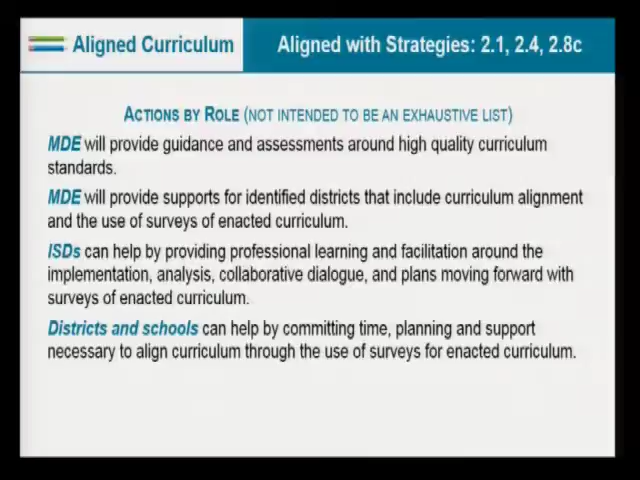 Aligned Curriculum
Aligned with Strategies: 2.1, 2.4, 2.8c
ACTIONS BY ROLE (NOT INTENDED TO BE AN EXHAUSTIVE LIST)
MDE will provide guidance and assessments around high quality curriculum
standards.
MDE will provide supports for identified districts that include curriculum alignment
and the use of surveys of enacted curriculum.
ISDs can help by providing professional learning and facilitation around the
implementation, analysis, collaborative dialogue, and plans moving forward with
surveys of enacted curriculum.
Districts and schools can help by committing time, planning and support
necessary to align curriculum through the use of surveys for enacted curriculum.